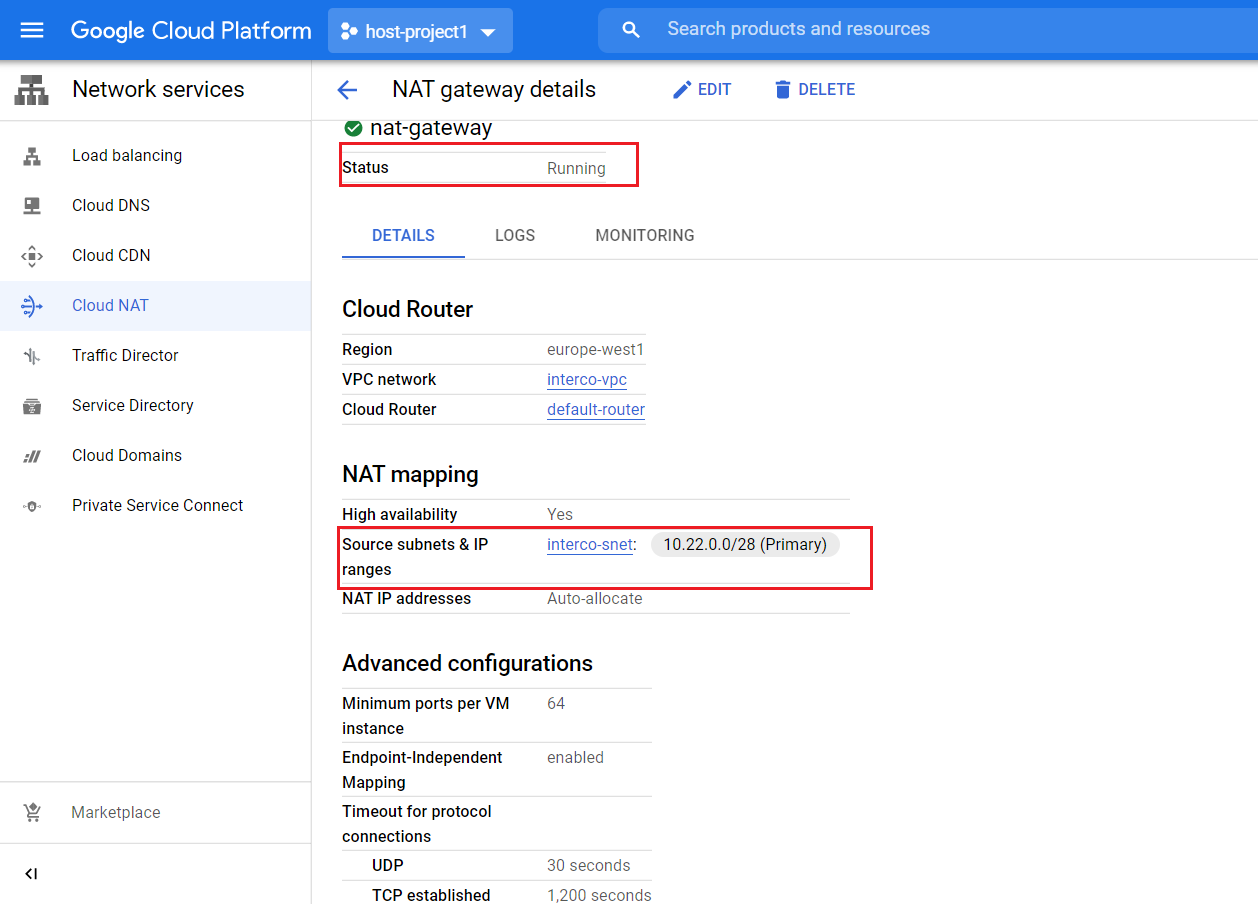 Google Cloud Platform
host-project1
Search products and resources
Network services
NAT gateway details
EDIT
DELETE
Load balancing
Cloud DNS
Cloud CDN
Cloud NAT
Traffic Director
Service Directory
Cloud Domains
Private Service Connect
Marketplace
nat-gateway
Status Running
DETAILS LOGS MONITORING
Cloud Router
Region europe-west1
VPC network interco-vpc
Cloud Router default-router
NAT mapping
High availability Yes
Source subnets & IP interco-snet: 10.22.0.0/28 (Primary)
ranges
NAT IP addresses Auto-allocate
Advanced configurations
Minimum ports per VM 64
instance
Endpoint-Independent enabled
Mapping
Timeout for protocol
connections
UDP 30 seconds
TCP established 1,200 seconds